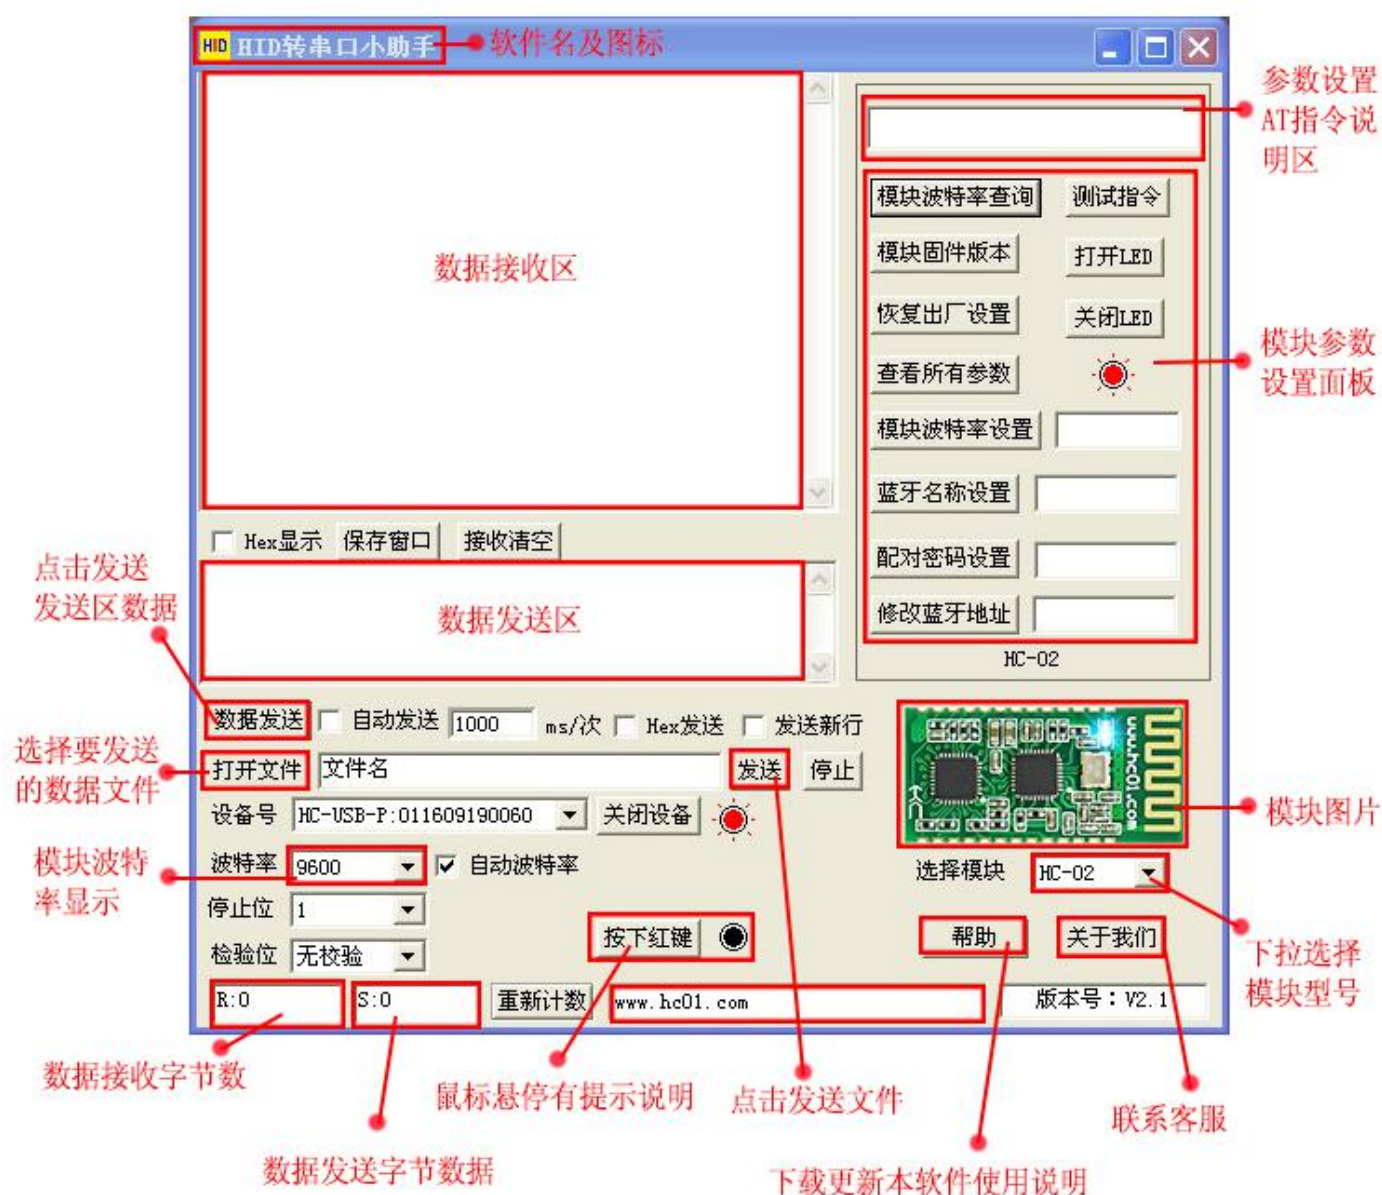 HID HID转串口小助手
软件名及图标
参数设置
AT指令说
明区
数据接收区
模块波特率查询 测试指令
模块固件版本 打开LED
恢复出厂设置 关闭LED
查看所有参数
模块参数
设置面板
模块波特率设置
蓝牙名称设置
配对密码设置
修改蓝牙地址
HC-02
Hex显示 保存窗口 接收清空
点击发送
发送区数据
数据发送区
数据发送 自动发送 1000 ms/次 Hex发送 发送新行
选择要发送
的数据文件
打开文件 文件名 发送 停止
设备号 HC-USB-P:011609190060 关闭设备
www.hc01.com
模块图片
模块波特
率显示
波特率 9600 自动波特率
选择模块 HC-02
停止位 1
按下红键
帮助 关于我们
检验位 无校验
下拉选择
模块型号
R:0 S:0 重新计数 www.hc01.com 版本号：V2.1
数据接收字节数
鼠标悬停有提示说明
点击发送文件
联系客服
数据发送字节数据
下载更新本软件使用说明